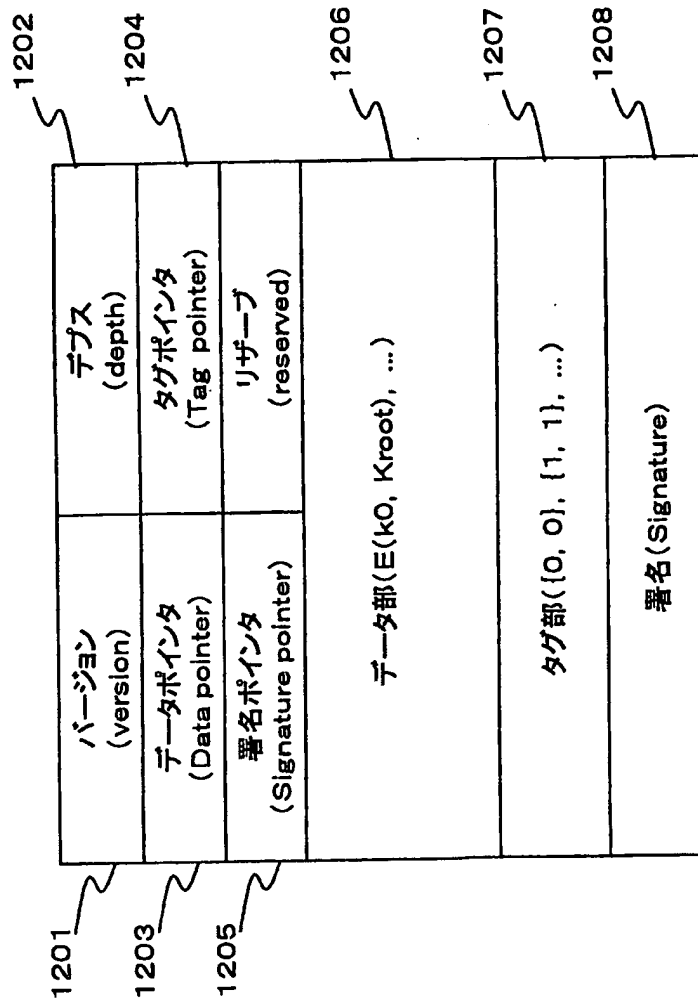 1201
バージョン
(version)
デプス
(depth)
1202
1203
データポインタ
(Data pointer)
タグポインタ
(Tag pointer)
1204
1205
署名ポインタ
(Signature pointer)
リザーブ
(reserved)
データ部(E(k0, Kroot), ...)
1206
タグ部({0, 0}, {1, 1}, ...)
1207
署名(Signature)
1208